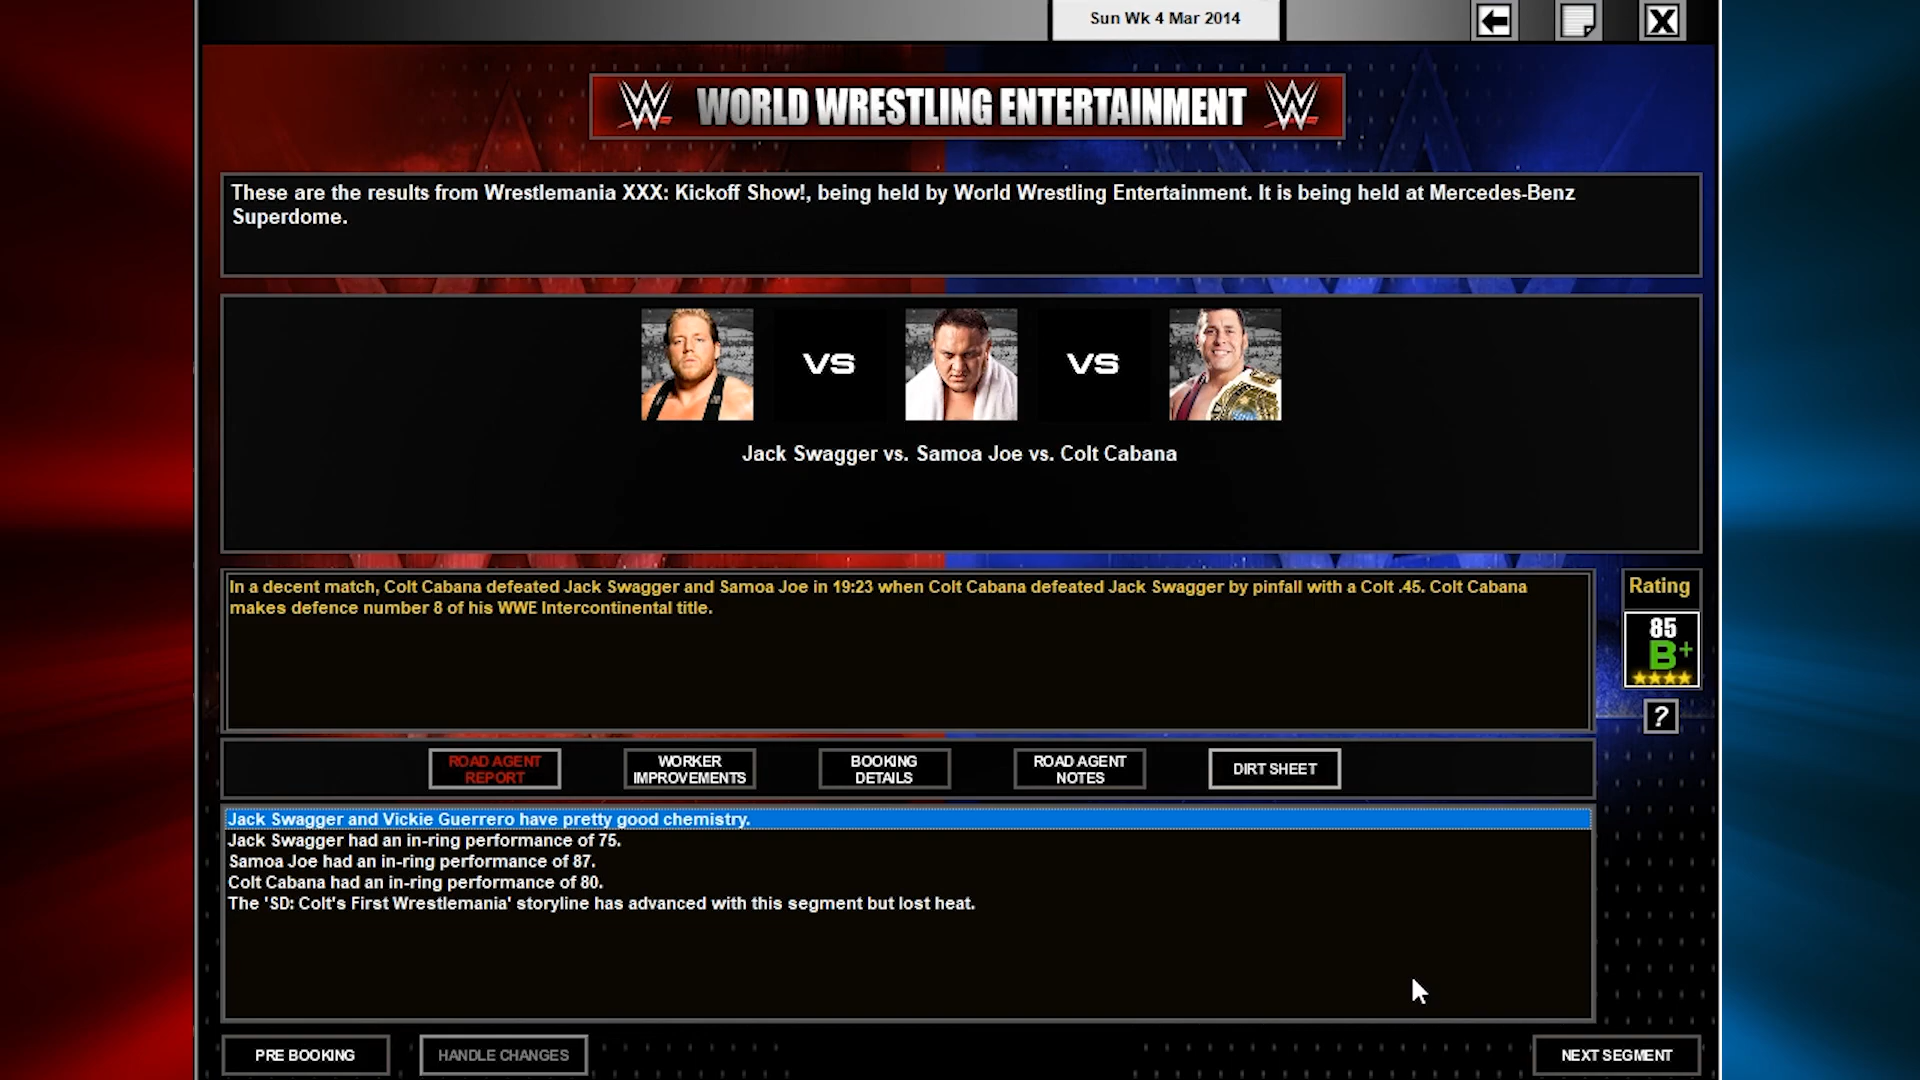 Sun Wk 4 Mar 2014
WORLD WRESTLING ENTERTAINMENT
These are the results from Wrestlemania XXX: Kickoff Show!, being held by World Wrestling Entertainment. It is being held at Mercedes-Benz
Superdome.
VS
VS
Jack Swagger vs. Samoa Joe vs. Colt Cabana
In a decent match, Colt Cabana defeated Jack Swagger and Samoa Joe in 19:23 when Colt Cabana defeated Jack Swagger by pinfall with a Colt .45. Colt Cabana
makes defence number 8 of his WWE Intercontinental title.
Rating
85
B+
?
ROAD AGENT
REPORT
WORKER
IMPROVEMENTS
BOOKING
DETAILS
ROAD AGENT
NOTES
DIRT SHEET
Jack Swagger and Vickie Guerrero have pretty good chemistry.
Jack Swagger had an in-ring performance of 75.
Samoa Joe had an in-ring performance of 87.
Colt Cabana had an in-ring performance of 80.
The 'SD: Colt's First Wrestlemania' storyline has advanced with this segment but lost heat.
PRE BOOKING
HANDLE CHANGES
NEXT SEGMENT